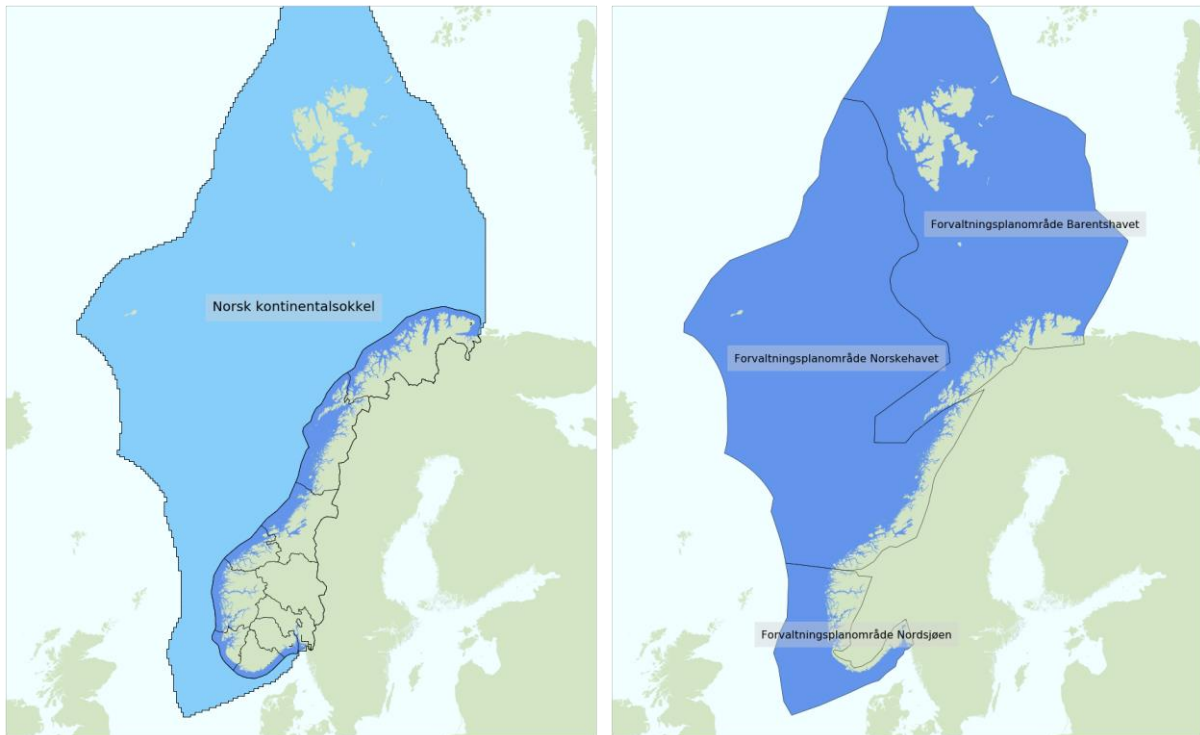 Norsk kontinentalsokkel
Forvaltningsplanområde Barentshavet
Forvaltningsplanområde Norskehavet
Forvaltningsplanområde Nordsjøen